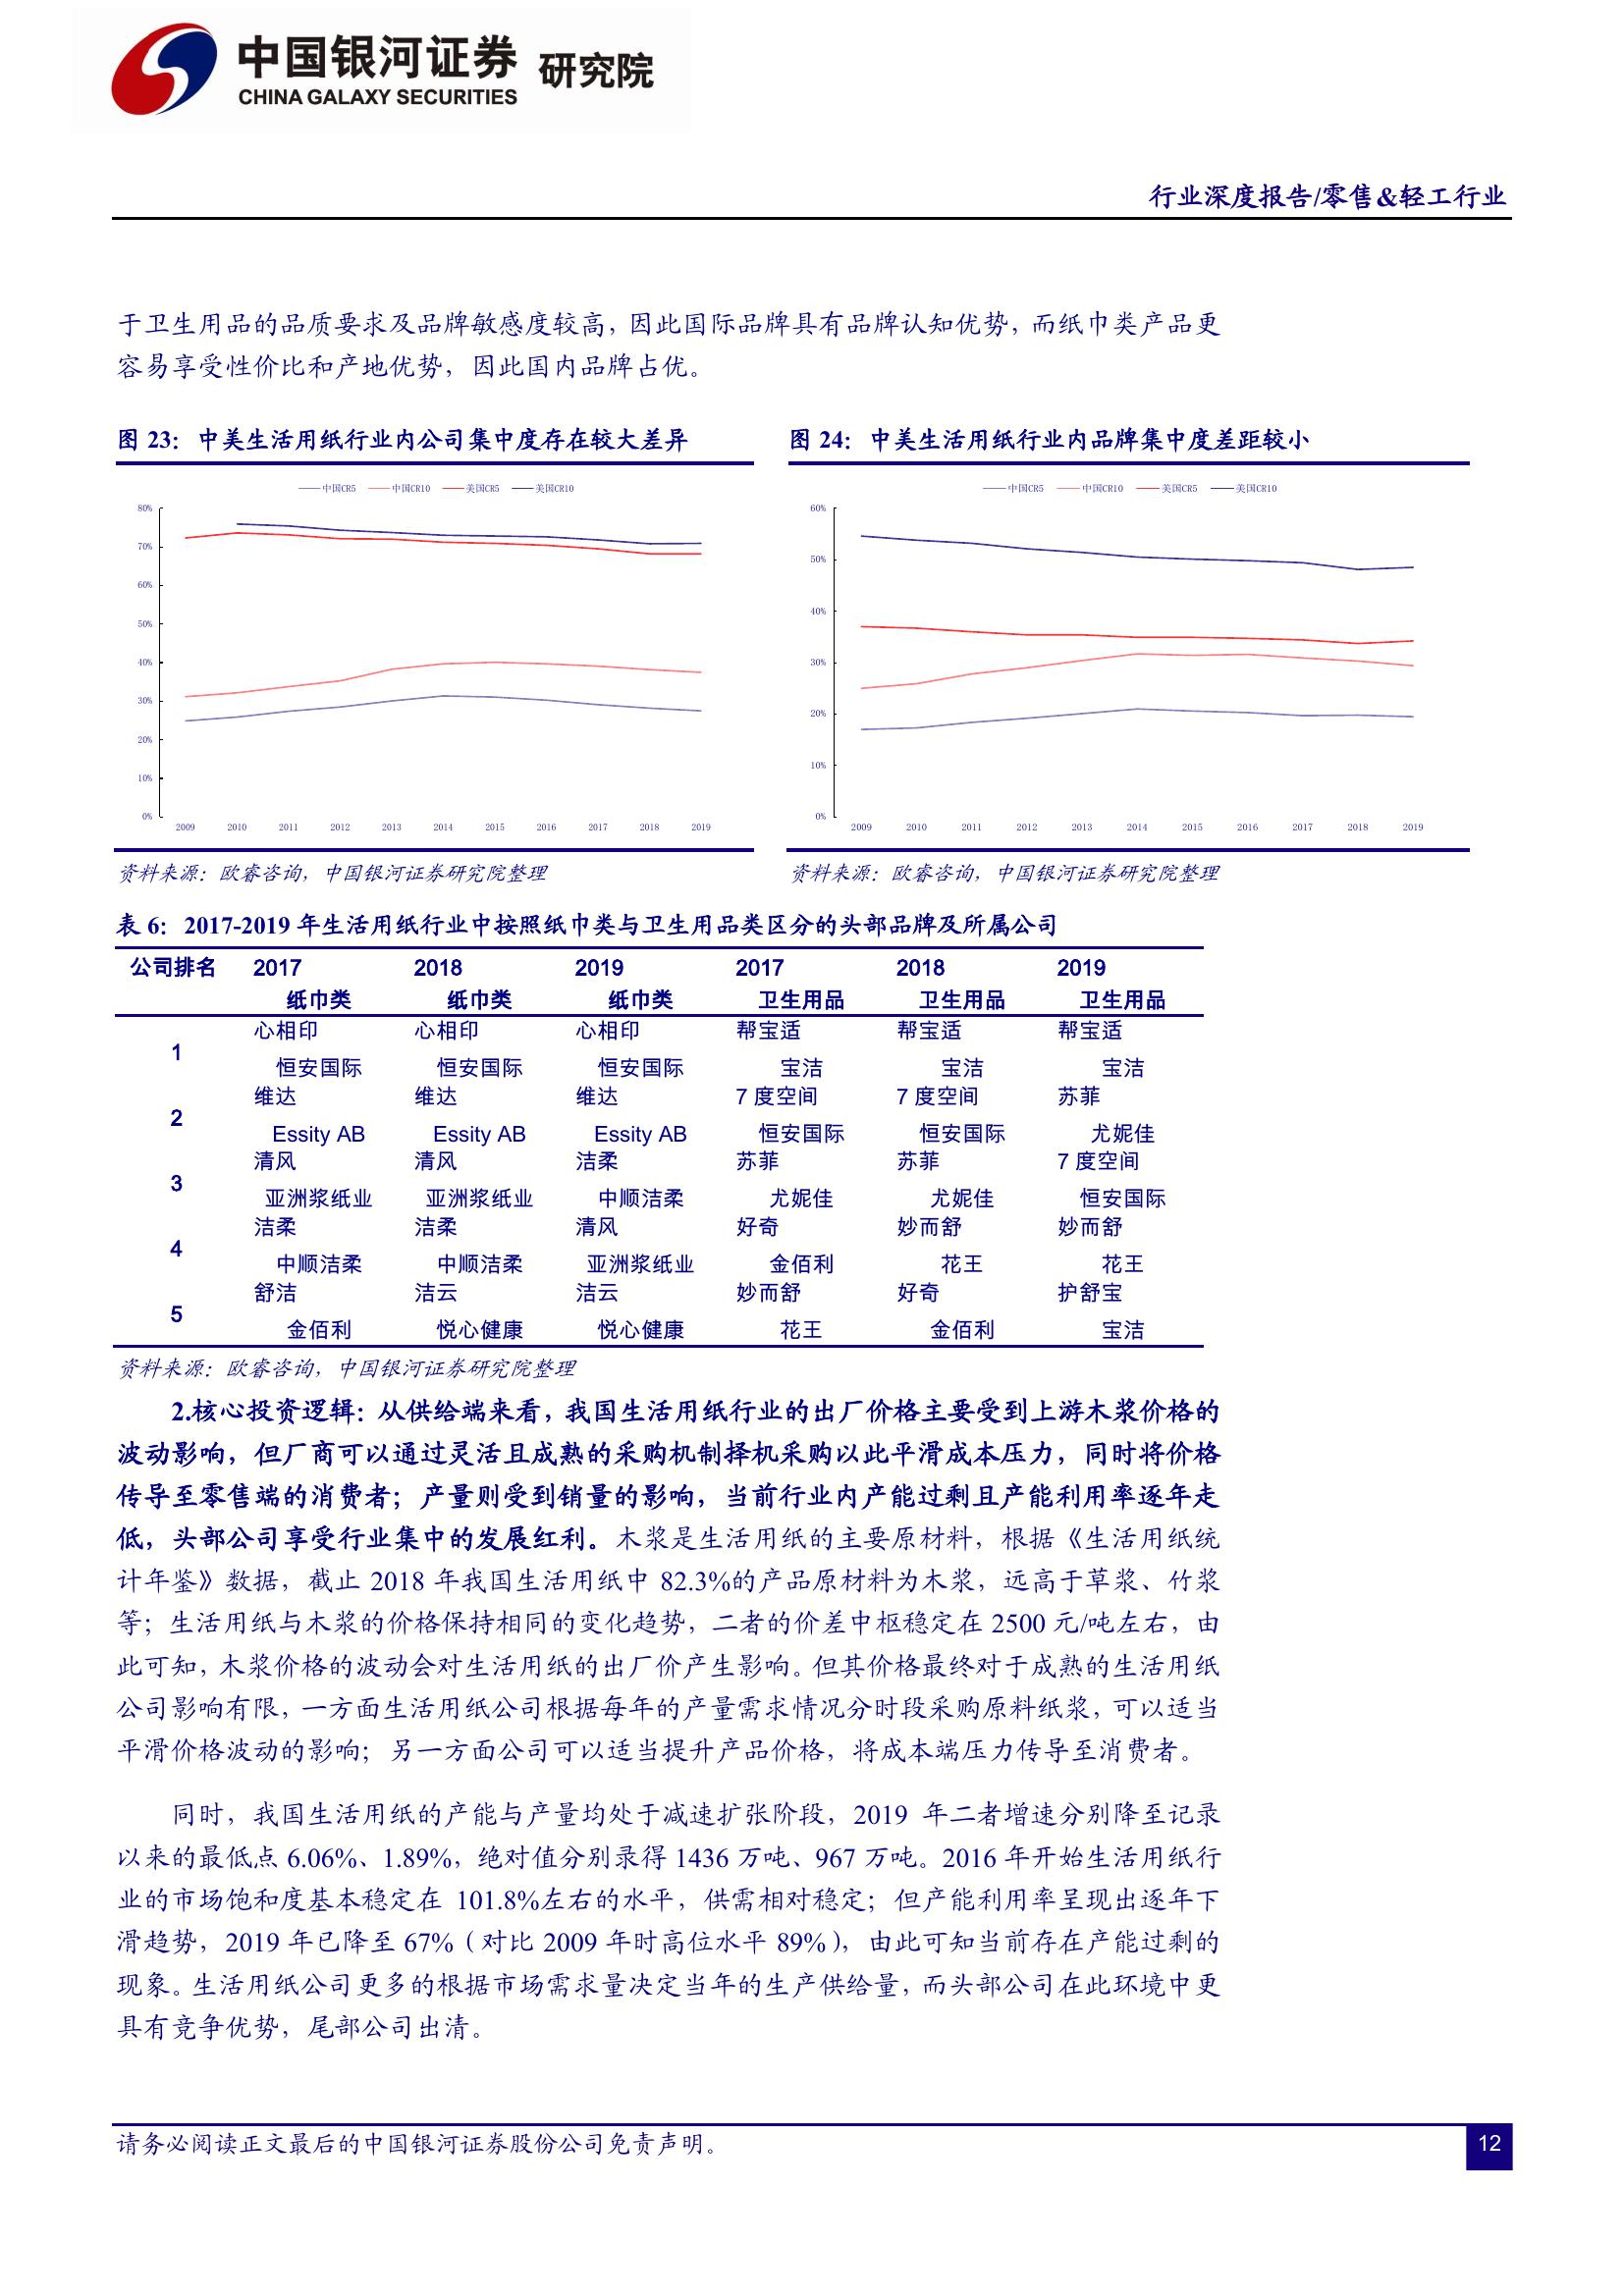 中国银河证券 研究院
CHINA GALAXY SECURITIES
行业深度报告/零售&轻工行业
于卫生用品的品质要求及品牌敏感度较高，因此国际品牌具有品牌认知优势，而纸巾类产品更
容易享受性价比和产地优势，因此国内品牌占优。
图 23：中美生活用纸行业内公司集中度存在较大差异
中国CR5 中国CR10 美国CR5 美国CR10
80%
70%
60%
50%
40%
30%
20%
10%
0%
2009 2010 2011 2012 2013 2014 2015 2016 2017 2018 2019
资料来源：欧睿咨询，中国银河证券研究院整理
图 24：中美生活用纸行业内品牌集中度差距较小
中国CR5 中国CR10 美国CR5 美国CR10
60%
50%
40%
30%
20%
10%
0%
2009 2010 2011 2012 2013 2014 2015 2016 2017 2018 2019
资料来源：欧睿咨询，中国银河证券研究院整理
表 6：2017-2019 年生活用纸行业中按照纸巾类与卫生用品类区分的头部品牌及所属公司
公司排名 2017 2018 2019 2017 2018 2019
纸巾类 纸巾类 纸巾类 卫生用品 卫生用品 卫生用品
心相印 心相印 心相印 帮宝适 帮宝适 帮宝适
1
恒安国际 恒安国际 恒安国际 宝洁 宝洁 宝洁
维达 维达 维达 7 度空间 7 度空间 苏菲
2
Essity AB Essity AB Essity AB 恒安国际 恒安国际 尤妮佳
清风 清风 洁柔 苏菲 苏菲 7 度空间
3
亚洲浆纸业 亚洲浆纸业 中顺洁柔 尤妮佳 尤妮佳 恒安国际
洁柔 洁柔 清风 好奇 妙而舒 妙而舒
4
中顺洁柔 中顺洁柔 亚洲浆纸业 金佰利 花王 花王
舒洁 洁云 洁云 妙而舒 好奇 护舒宝
5
金佰利 悦心健康 悦心健康 花王 金佰利 宝洁
资料来源：欧睿咨询，中国银河证券研究院整理
2.核心投资逻辑：从供给端来看，我国生活用纸行业的出厂价格主要受到上游木浆价格的
波动影响，但厂商可以通过灵活且成熟的采购机制择机采购以此平滑成本压力，同时将价格
传导至零售端的消费者；产量则受到销量的影响，当前行业内产能过剩且产能利用率逐年走
低，头部公司享受行业集中的发展红利。木浆是生活用纸的主要原材料，根据《生活用纸统
计年鉴》数据，截止 2018 年我国生活用纸中 82.3%的产品原材料为木浆，远高于草浆、竹浆
等；生活用纸与木浆的价格保持相同的变化趋势，二者的价差中枢稳定在 2500 元/吨左右，由
此可知，木浆价格的波动会对生活用纸的出厂价产生影响。但其价格最终对于成熟的生活用纸
公司影响有限，一方面生活用纸公司根据每年的产量需求情况分时段采购原料纸浆，可以适当
平滑价格波动的影响；另一方面公司可以适当提升产品价格，将成本端压力传导至消费者。
同时，我国生活用纸的产能与产量均处于减速扩张阶段，2019 年二者增速分别降至记录
以来的最低点 6.06%、1.89%，绝对值分别录得 1436 万吨、967 万吨。2016 年开始生活用纸行
业的市场饱和度基本稳定在 101.8%左右的水平，供需相对稳定；但产能利用率呈现出逐年下
滑趋势，2019 年已降至 67%（对比 2009 年时高位水平 89%），由此可知当前存在产能过剩的
现象。生活用纸公司更多的根据市场需求量决定当年的生产供给量，而头部公司在此环境中更
具有竞争优势，尾部公司出清。
请务必阅读正文最后的中国银河证券股份公司免责声明。
12